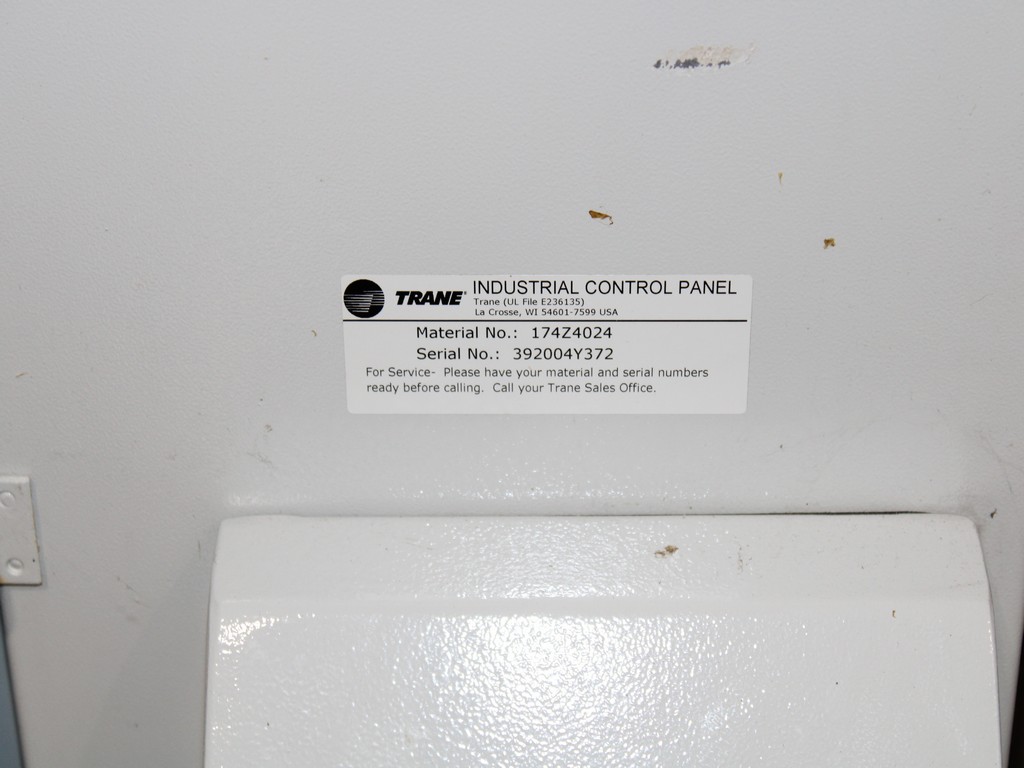 TRANE® INDUSTRIAL CONTROL PANEL
Trane (UL File E236135)
La Crosse, WI 54601-7599 USA
Material No.: 174Z4024
Serial No.: 392004Y372
For Service- Please have your material and serial numbers
ready before calling. Call your Trane Sales Office.